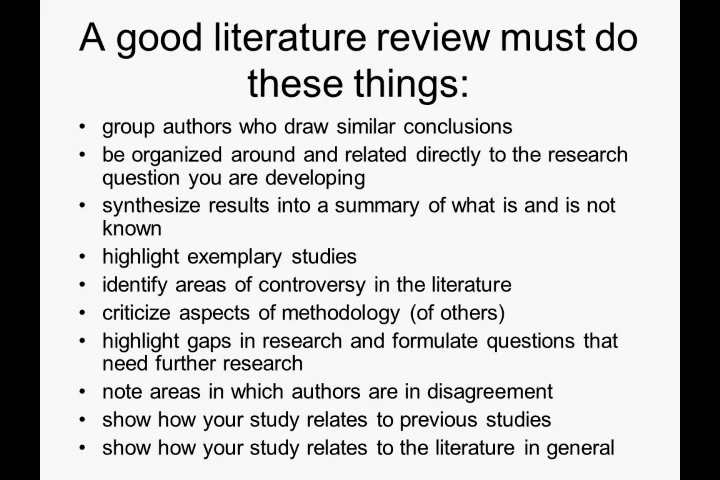 A good literature review must do
these things:
• group authors who draw similar conclusions
• be organized around and related directly to the research
question you are developing
• synthesize results into a summary of what is and is not
known
• highlight exemplary studies
• identify areas of controversy in the literature
• criticize aspects of methodology (of others)
• highlight gaps in research and formulate questions that
need further research
• note areas in which authors are in disagreement
• show how your study relates to previous studies
• show how your study relates to the literature in general